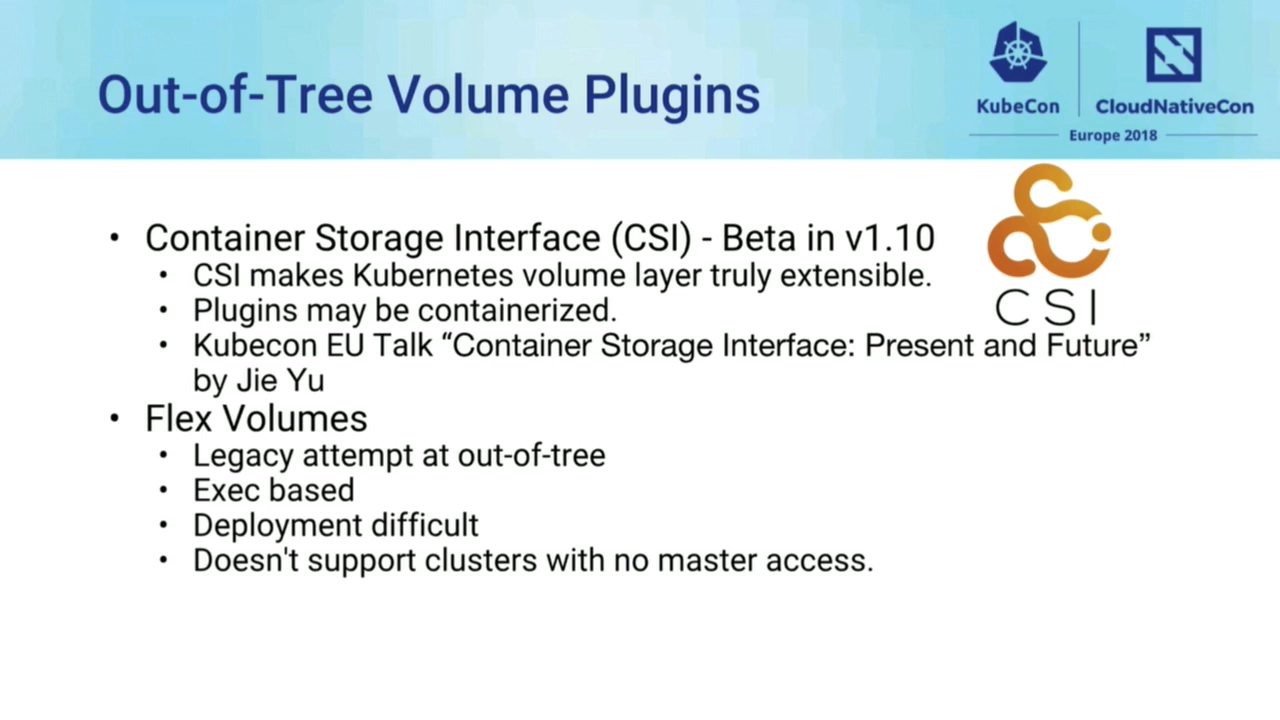 Out-of-Tree Volume Plugins
KubeCon
CloudNativeCon
Europe 2018
• Container Storage Interface (CSI) - Beta in v1.10
• CSI makes Kubernetes volume layer truly extensible.
• Plugins may be containerized.
• Kubecon EU Talk “Container Storage Interface: Present and Future”
by Jie Yu
CSI
• Flex Volumes
• Legacy attempt at out-of-tree
• Exec based
• Deployment difficult
• Doesn't support clusters with no master access.